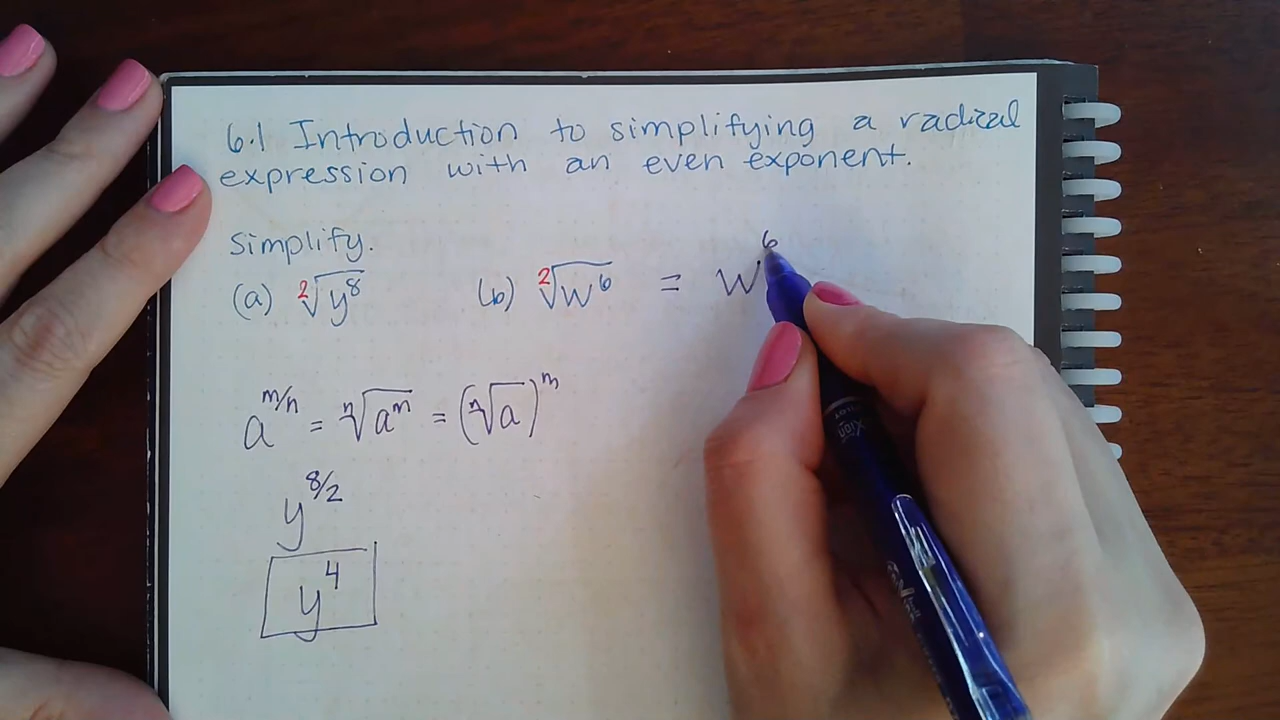 6.1 Introduction to simplifying a radical
expression with an even exponent.
Simplify.
(a) ²√y⁸
(b) ²√w⁶ = w⁶
a^(m/n) = ⁿ√aᵐ = (ⁿ√a)ᵐ
y^(8/2)
y⁴